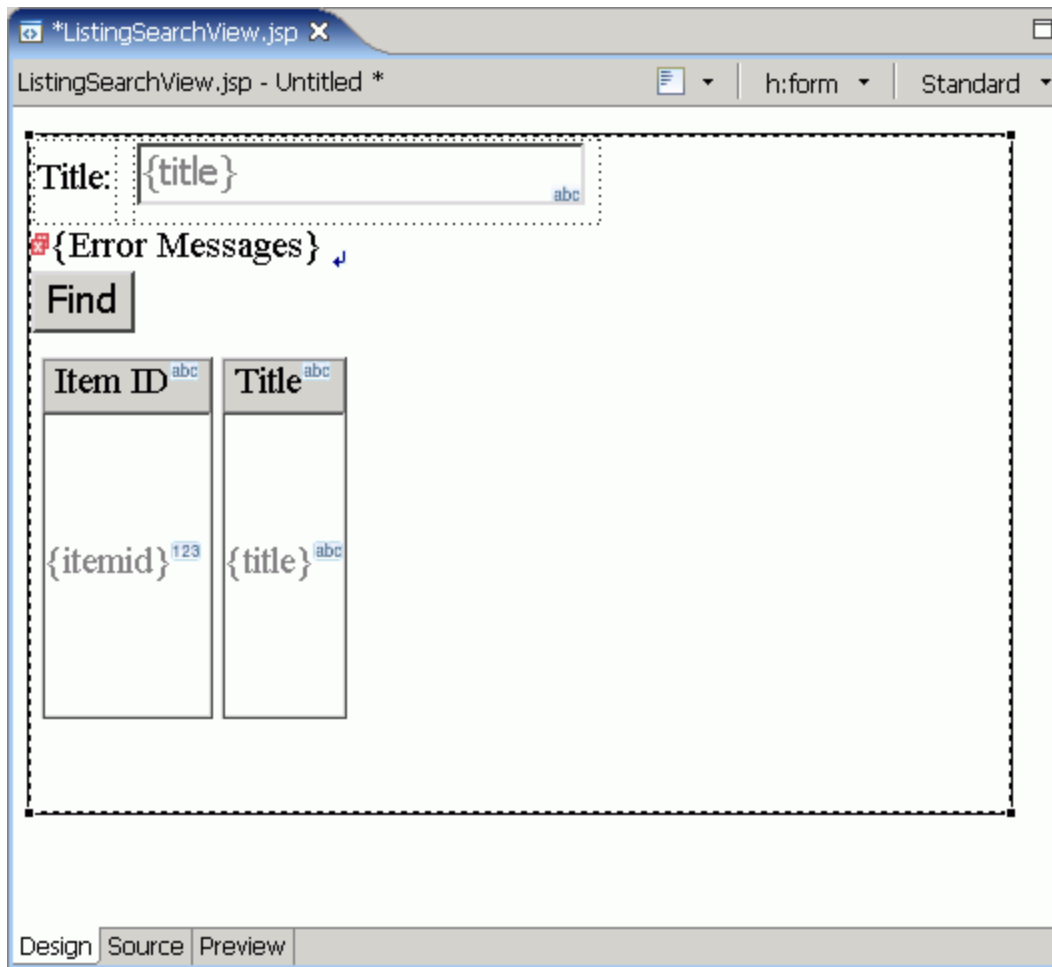 *ListingSearchView.jsp
ListingSearchView.jsp - Untitled * h:form Standard
Title: {title} abc
{Error Messages}
Find
Item ID abc Title abc
{itemid} 123 {title} abc
Design Source Preview